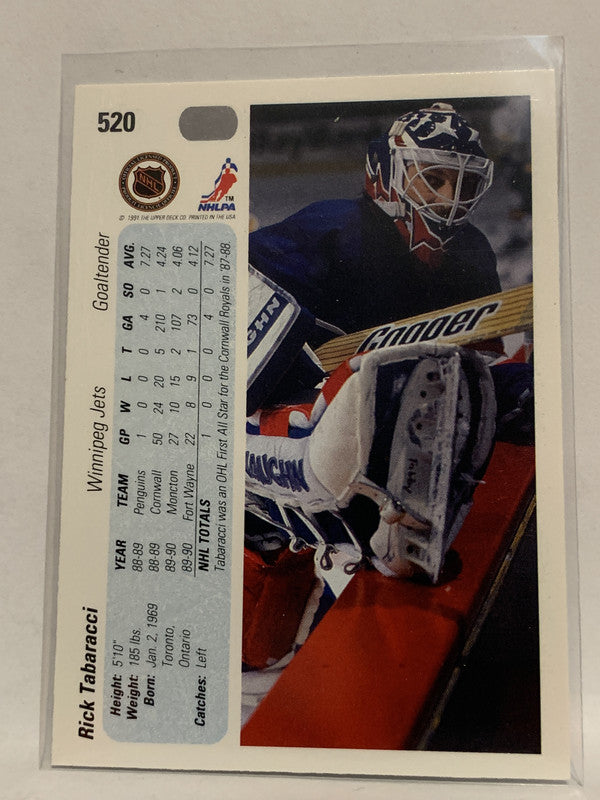 520
NHL
NHLPA
TM
© 1991 THE UPPER DECK CO. PRINTED IN THE USA
Rick Tabaracci Winnipeg Jets Goaltender
Height: 5'10"
Weight: 185 lbs.
Born: Jan. 2, 1969
Toronto,
Ontario
Catches: Left
YEAR TEAM GP W L T GA SO AVG.
88-89 Penguins 1 0 0 0 4 0 7.27
88-89 Cornwall 50 24 20 5 210 1 4.24
89-90 Moncton 27 10 15 2 107 2 4.06
89-90 Fort Wayne 22 8 9 1 73 0 4.12
NHL TOTALS 1 0 0 0 4 0 7.27
Tabaracci was an OHL First All Star for the Cornwall Royals in '87-88.
Cooper
VAUGHN